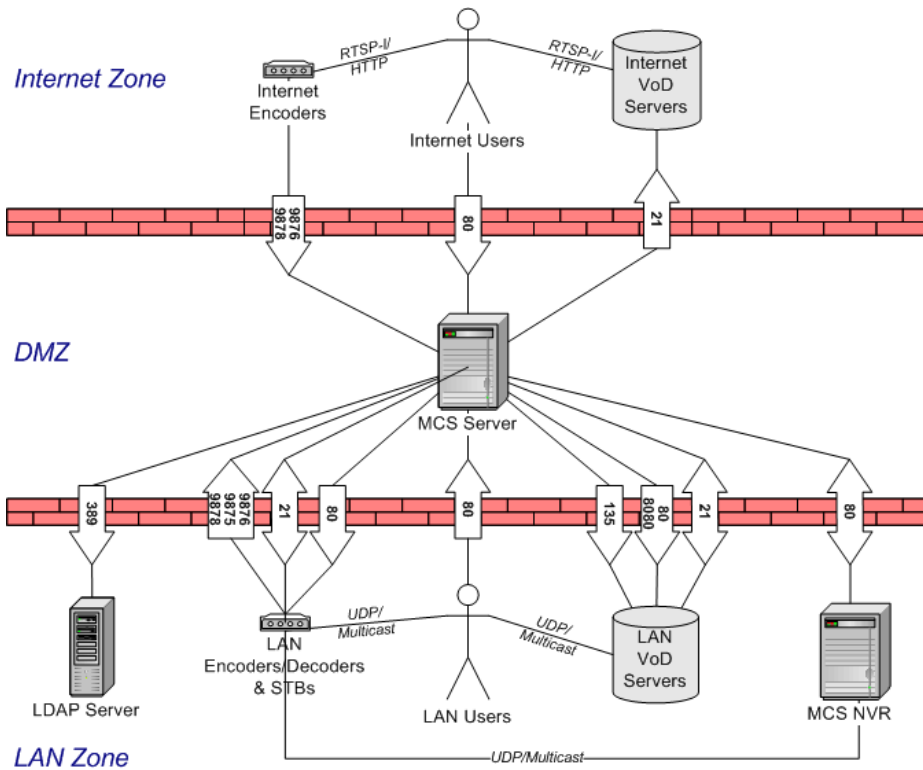 RTSP-I/
HTTP
RTSP-I/
HTTP
Internet Zone
Internet
Encoders
Internet Users
Internet
VoD
Servers
9876
9878
80
21
DMZ
MCS Server
389
9876
9875
9878
21
80
80
135
80
8080
21
80
UDP/
Multicast
UDP/
Multicast
LAN
Encoders/Decoders
& STBs
LAN
VoD
Servers
LDAP Server
LAN Users
MCS NVR
UDP/Multicast
LAN Zone